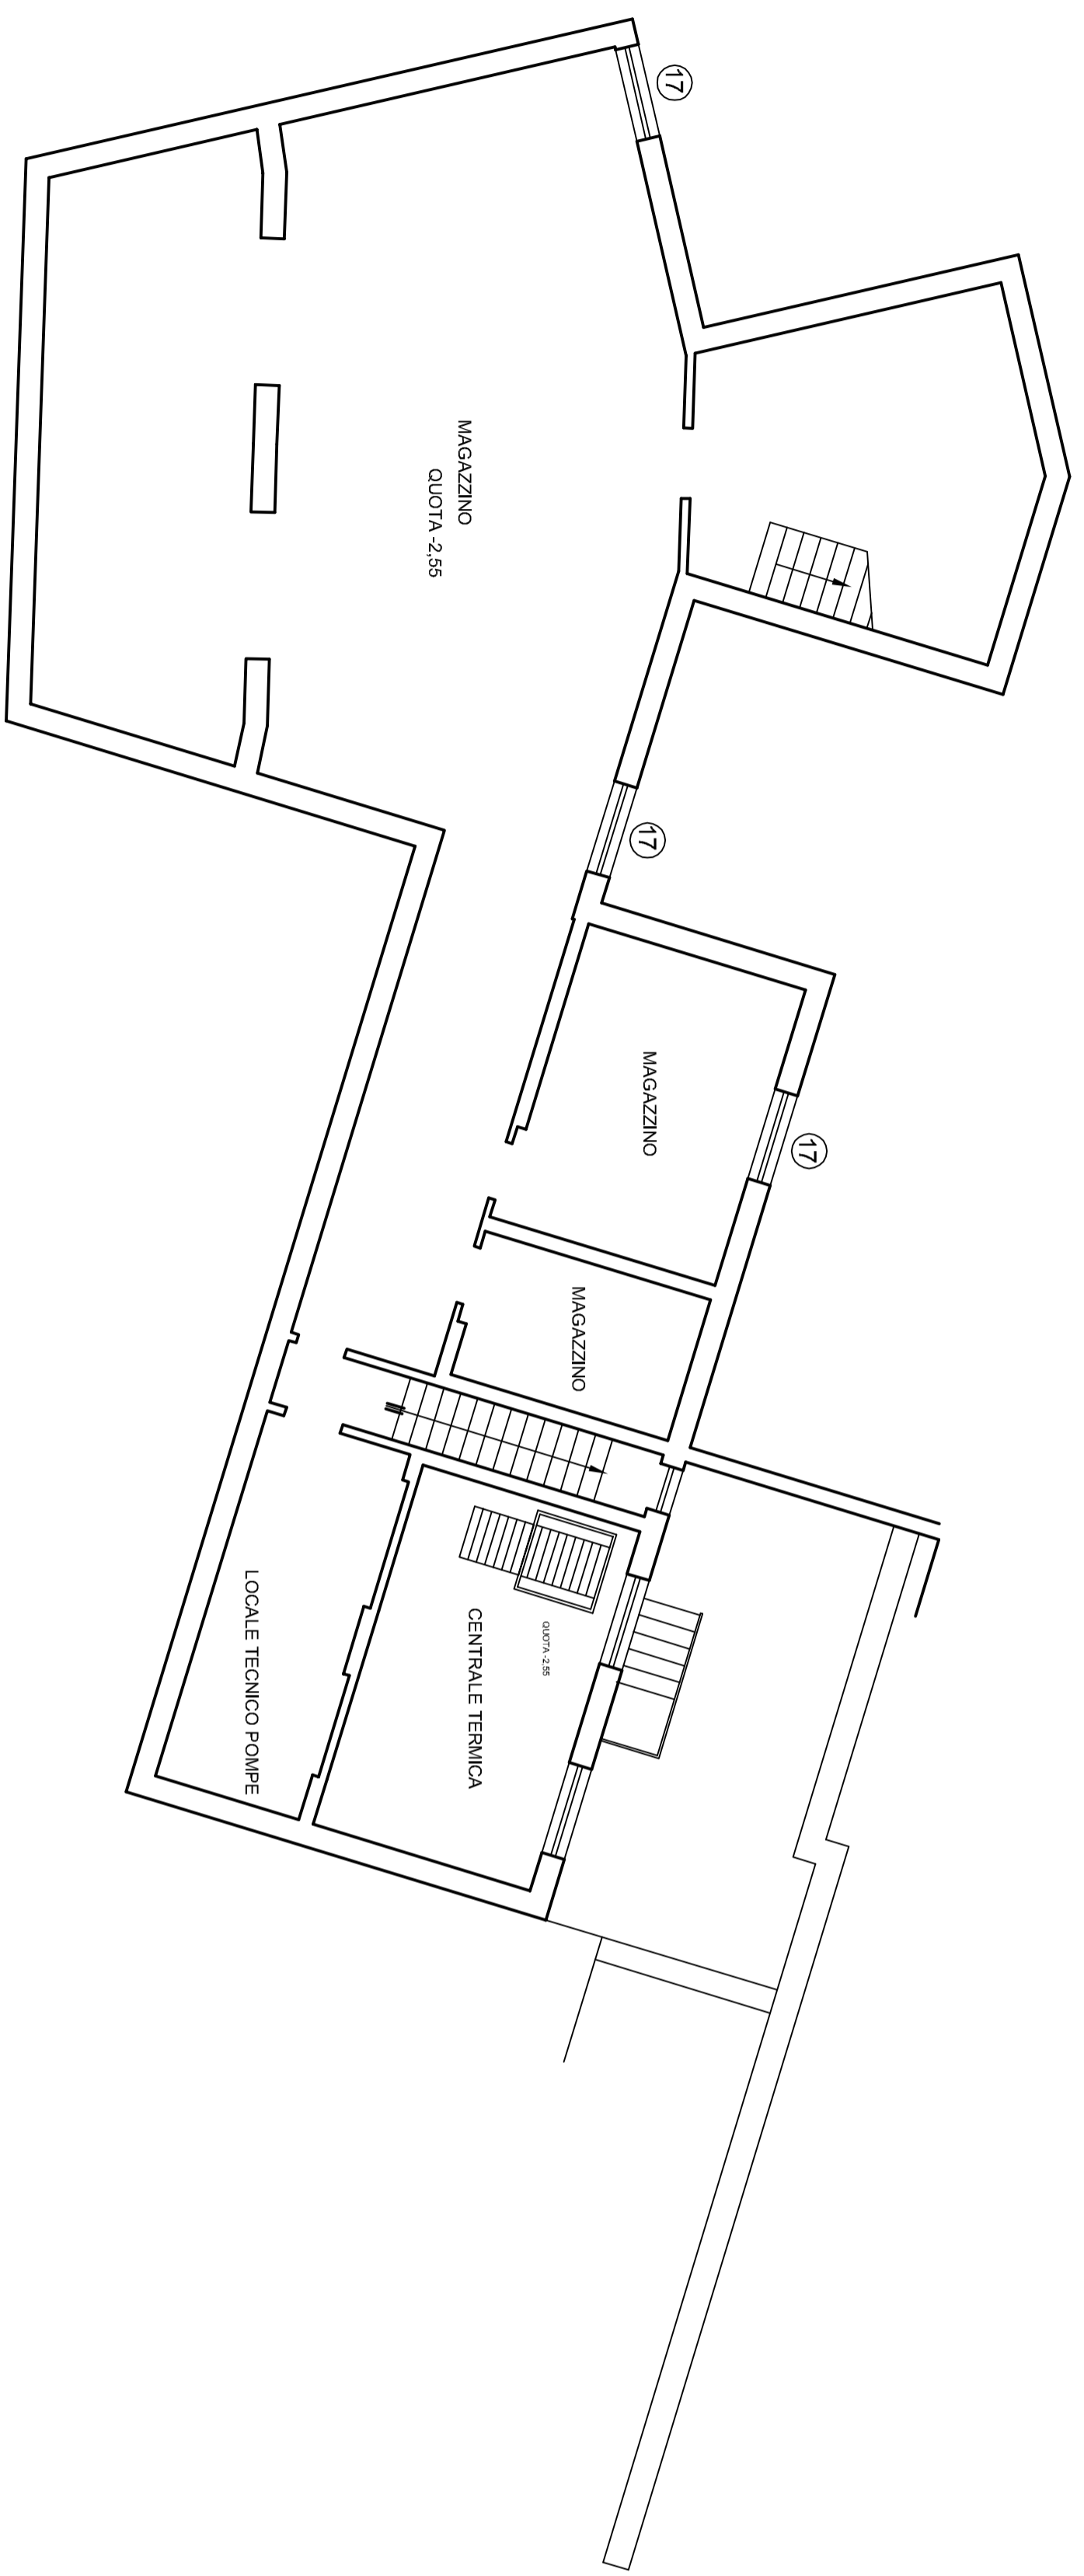 17
MAGAZZINO
QUOTA -2,55
17
17
MAGAZZINO
MAGAZZINO
QUOTA -2,55
CENTRALE TERMICA
LOCALE TECNICO POMPE